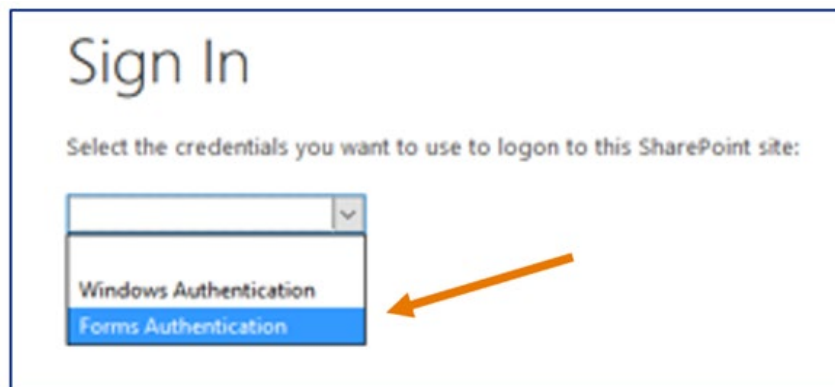 Sign In
Select the credentials you want to use to logon to this SharePoint site:
Windows Authentication
Forms Authentication